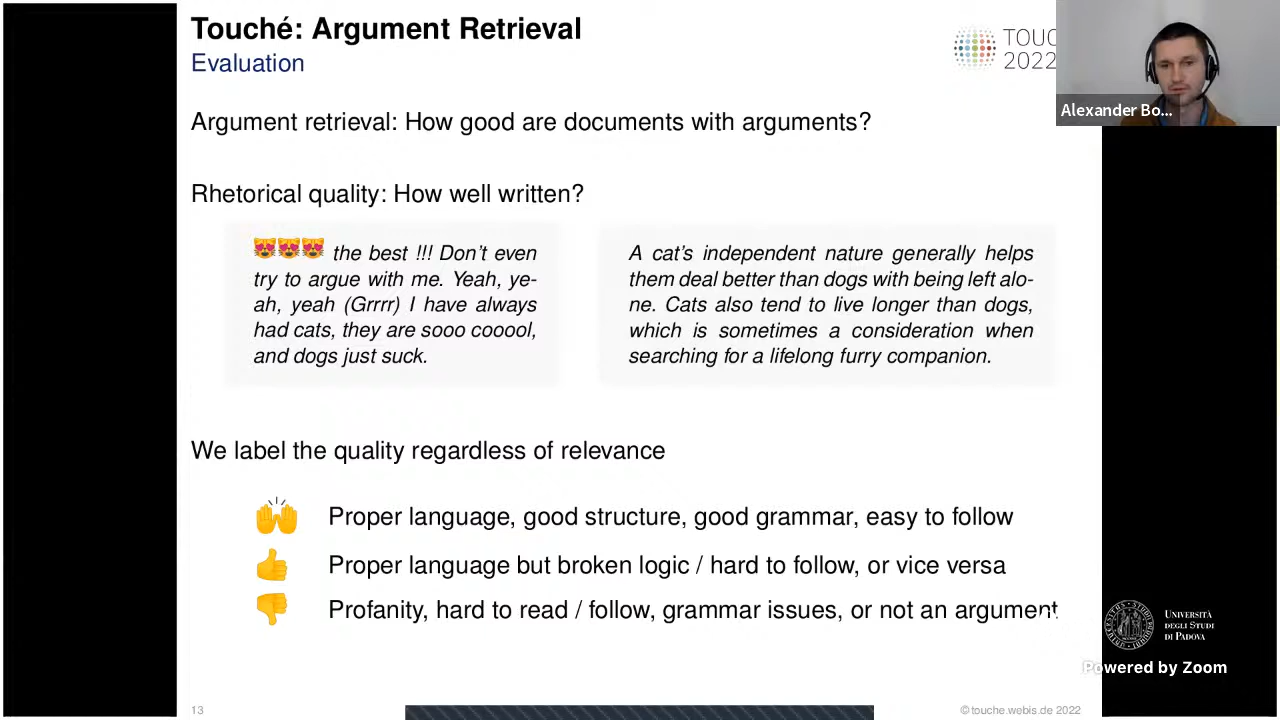 Touché: Argument Retrieval
Evaluation
TOUC
2022
Alexander Bo...
Argument retrieval: How good are documents with arguments?
Rhetorical quality: How well written?
😻😻😻 the best !!! Don't even
try to argue with me. Yeah, ye-
ah, yeah (Grrrr) I have always
had cats, they are sooo cooool,
and dogs just suck.
A cat's independent nature generally helps
them deal better than dogs with being left alo-
ne. Cats also tend to live longer than dogs,
which is sometimes a consideration when
searching for a lifelong furry companion.
We label the quality regardless of relevance
🙌 Proper language, good structure, good grammar, easy to follow
👍 Proper language but broken logic / hard to follow, or vice versa
👎 Profanity, hard to read / follow, grammar issues, or not an argument
UNIVERSITÀ
DEGLI STUDI
DI PADOVA
Powered by Zoom
13
© touche.webis.de 2022